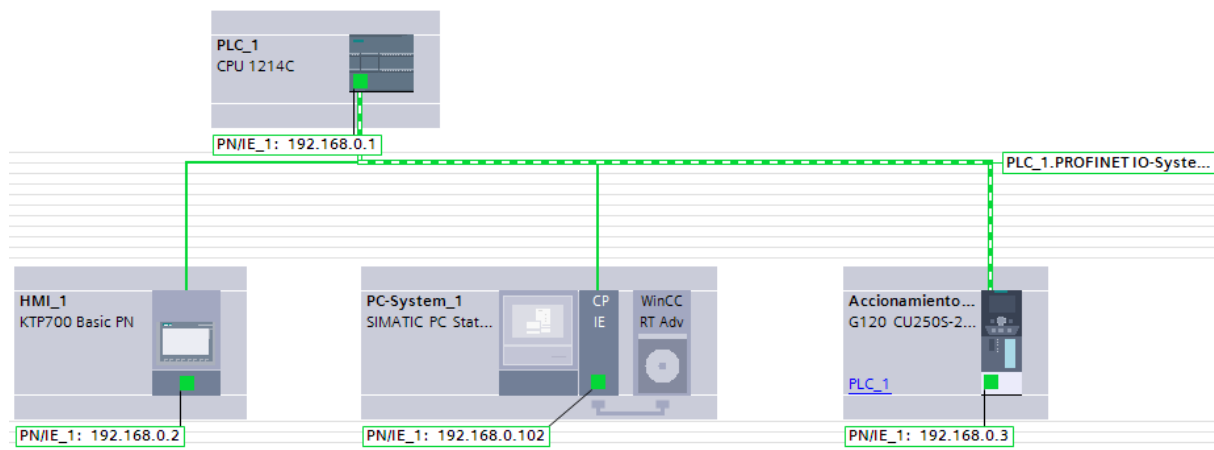 PLC_1
CPU 1214C
PN/IE_1: 192.168.0.1
PLC_1.PROFINET IO-Syste...
HMI_1
KTP700 Basic PN
PC-System_1
SIMATIC PC Stat...
CP
IE
WinCC
RT Adv
Accionamiento...
G120 CU250S-2...
PLC_1
PN/IE_1: 192.168.0.2
PN/IE_1: 192.168.0.102
PN/IE_1: 192.168.0.3